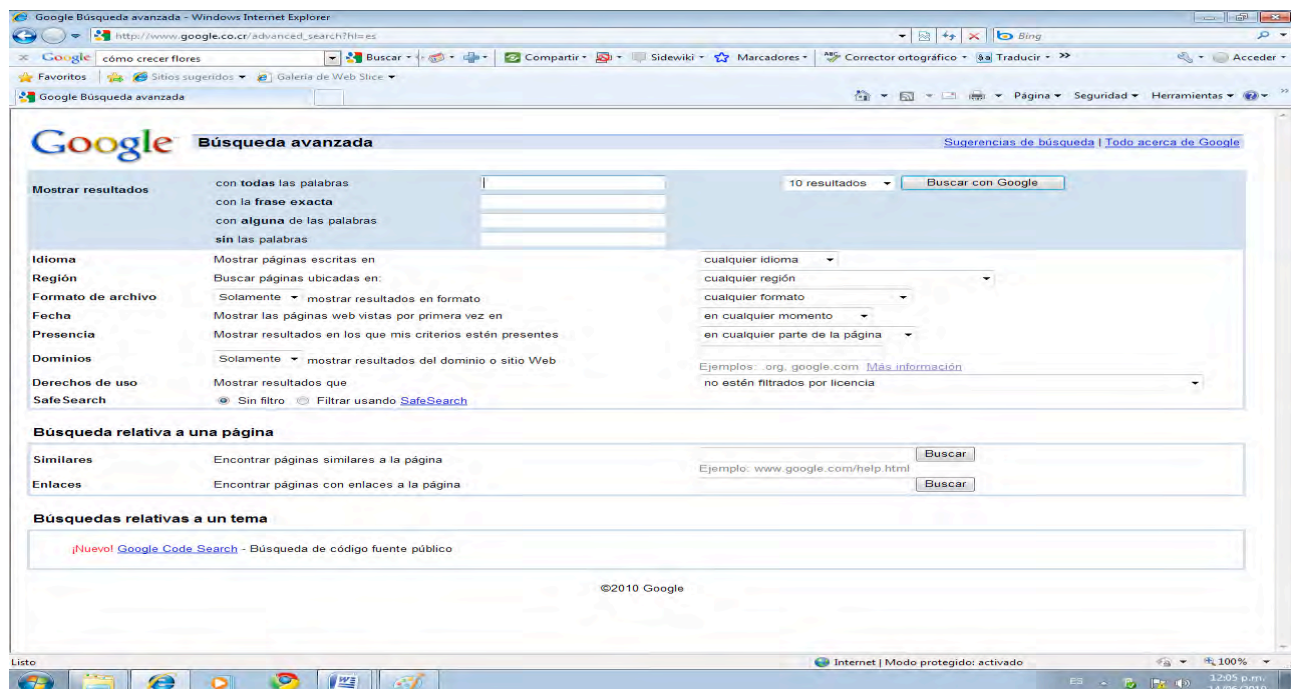 Google Búsqueda avanzada - Windows Internet Explorer
http://www.google.co.cr/advanced_search?hl=es Bing
Google cómo crecer flores Buscar Compartir Sidewiki Marcadores Corrector ortográfico Traducir Acceder
Favoritos Sitios sugeridos Galería de Web Slice
Google Búsqueda avanzada Página Seguridad Herramientas
Google Búsqueda avanzada Sugerencias de búsqueda | Todo acerca de Google
Mostrar resultados con todas las palabras 10 resultados Buscar con Google
con la frase exacta
con alguna de las palabras
sin las palabras
Idioma Mostrar páginas escritas en cualquier idioma
Región Buscar páginas ubicadas en: cualquier región
Formato de archivo Solamente mostrar resultados en formato cualquier formato
Fecha Mostrar las páginas web vistas por primera vez en en cualquier momento
Presencia Mostrar resultados en los que mis criterios estén presentes en cualquier parte de la página
Dominios Solamente mostrar resultados del dominio o sitio Web
Ejemplos: .org, google.com Más información
Derechos de uso Mostrar resultados que no estén filtrados por licencia
SafeSearch Sin filtro Filtrar usando SafeSearch
Búsqueda relativa a una página
Similares Encontrar páginas similares a la página Buscar
Ejemplo: www.google.com/help.html
Enlaces Encontrar páginas con enlaces a la página Buscar
Búsquedas relativas a un tema
¡Nuevo! Google Code Search - Búsqueda de código fuente público
©2010 Google
Listo Internet | Modo protegido: activado 100%
ES 12:05 p.m.
14/06/2010